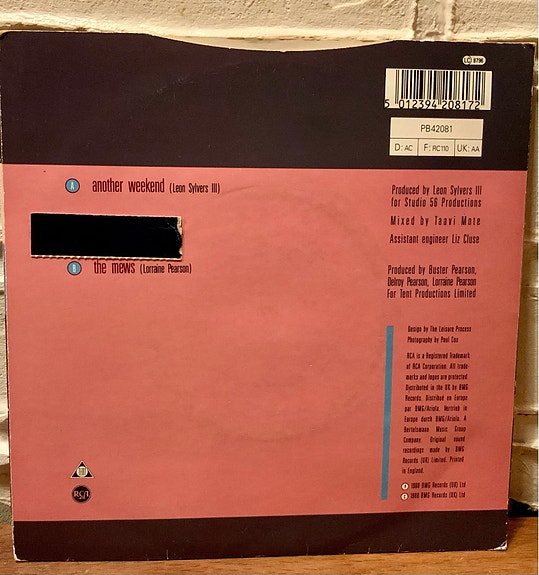 LC 8796
5 012394 208172
PB42081
D: AC F: RC110 UK: AA
A another weekend (Leon Sylvers III)
B the mews (Lorraine Pearson)
Produced by Leon Sylvers III
for Studio 56 Productions
Mixed by Taavi Mote
Assistant engineer Liz Cluse
Produced by Buster Pearson,
Delroy Pearson, Lorraine Pearson
For Tent Productions Limited
Design by The Leisure Process
Photography by Paul Cox
RCA is a Registered Trademark
of RCA Corporation. All trade-
marks and logos are protected.
Distributed in the UK by BMG
Records. Distribué en Europe
par BMG/Ariola. Vertrieb in
Europe durch BMG/Ariola. A
Bertelsmann Music Group
Company Original sound
recordings made by BMG
Records (UK) Limited. Printed
in England.
Ⓟ 1988 BMG Records (UK) Ltd
© 1988 BMG Records (UK) Ltd
RCA